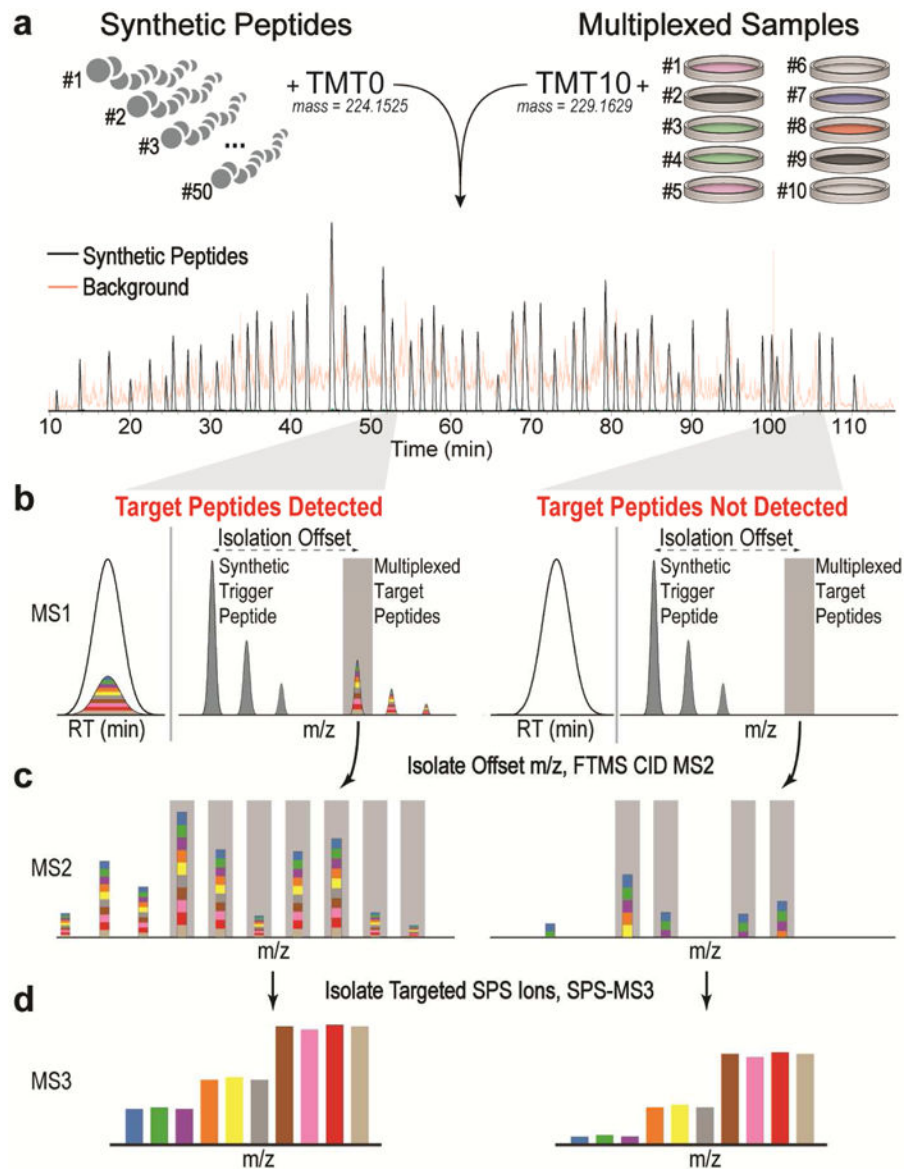 a
Synthetic Peptides
Multiplexed Samples
#1
#2
#3
...
#50
+ TMT0
mass = 224.1525
TMT10 +
mass = 229.1629
#1
#2
#3
#4
#5
#6
#7
#8
#9
#10
Synthetic Peptides
Background
10 20 30 40 50 60 70 80 90 100 110
Time (min)
b
Target Peptides Detected
Target Peptides Not Detected
MS1
Isolation Offset
Synthetic
Trigger
Peptide
Multiplexed
Target
Peptides
RT (min)
m/z
Isolation Offset
Synthetic
Trigger
Peptide
Multiplexed
Target
Peptides
RT (min)
m/z
c
Isolate Offset m/z, FTMS CID MS2
MS2
m/z
m/z
d
Isolate Targeted SPS Ions, SPS-MS3
MS3
m/z
m/z